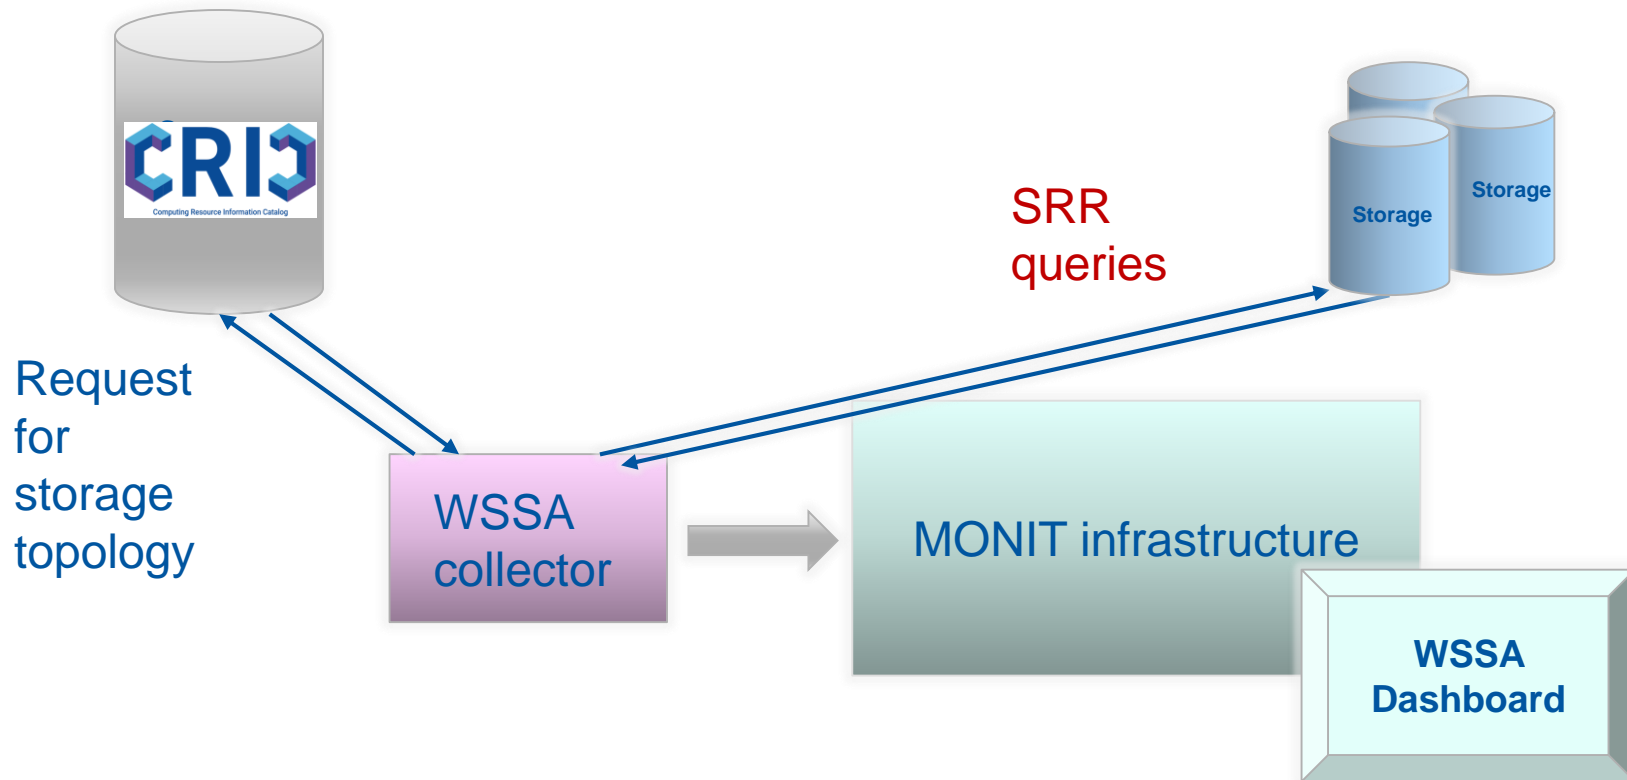 CRIC
Computing Resource Information Catalog
Storage
Storage
SRR
queries
Request
for
storage
topology
WSSA
collector
MONIT infrastructure
WSSA
Dashboard